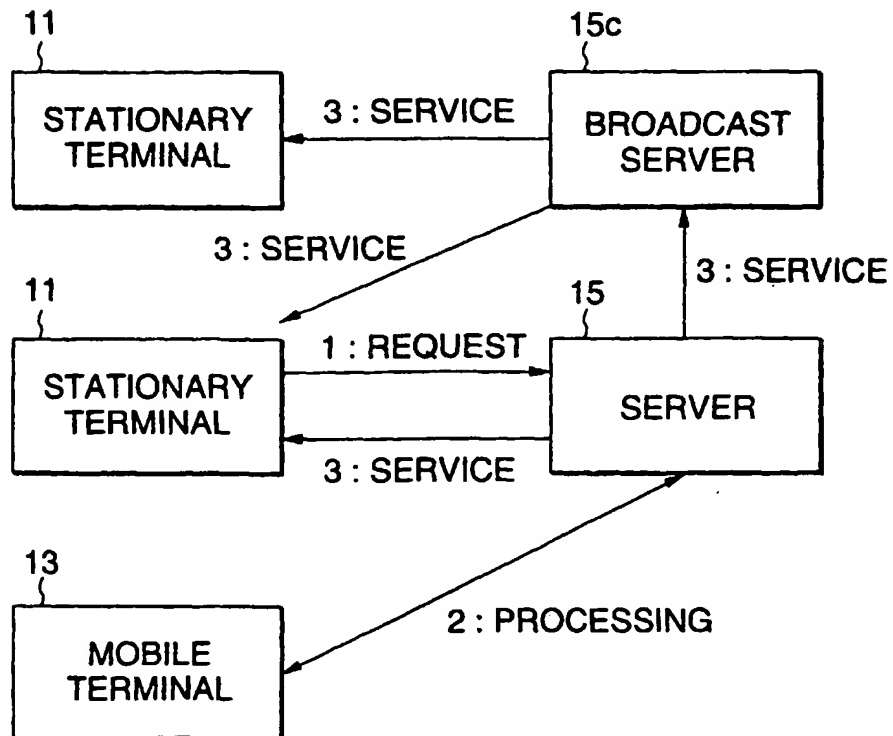 11
15c
STATIONARY
TERMINAL
3 : SERVICE
BROADCAST
SERVER
3 : SERVICE
3 : SERVICE
11
15
STATIONARY
TERMINAL
1 : REQUEST
3 : SERVICE
SERVER
13
2 : PROCESSING
MOBILE
TERMINAL